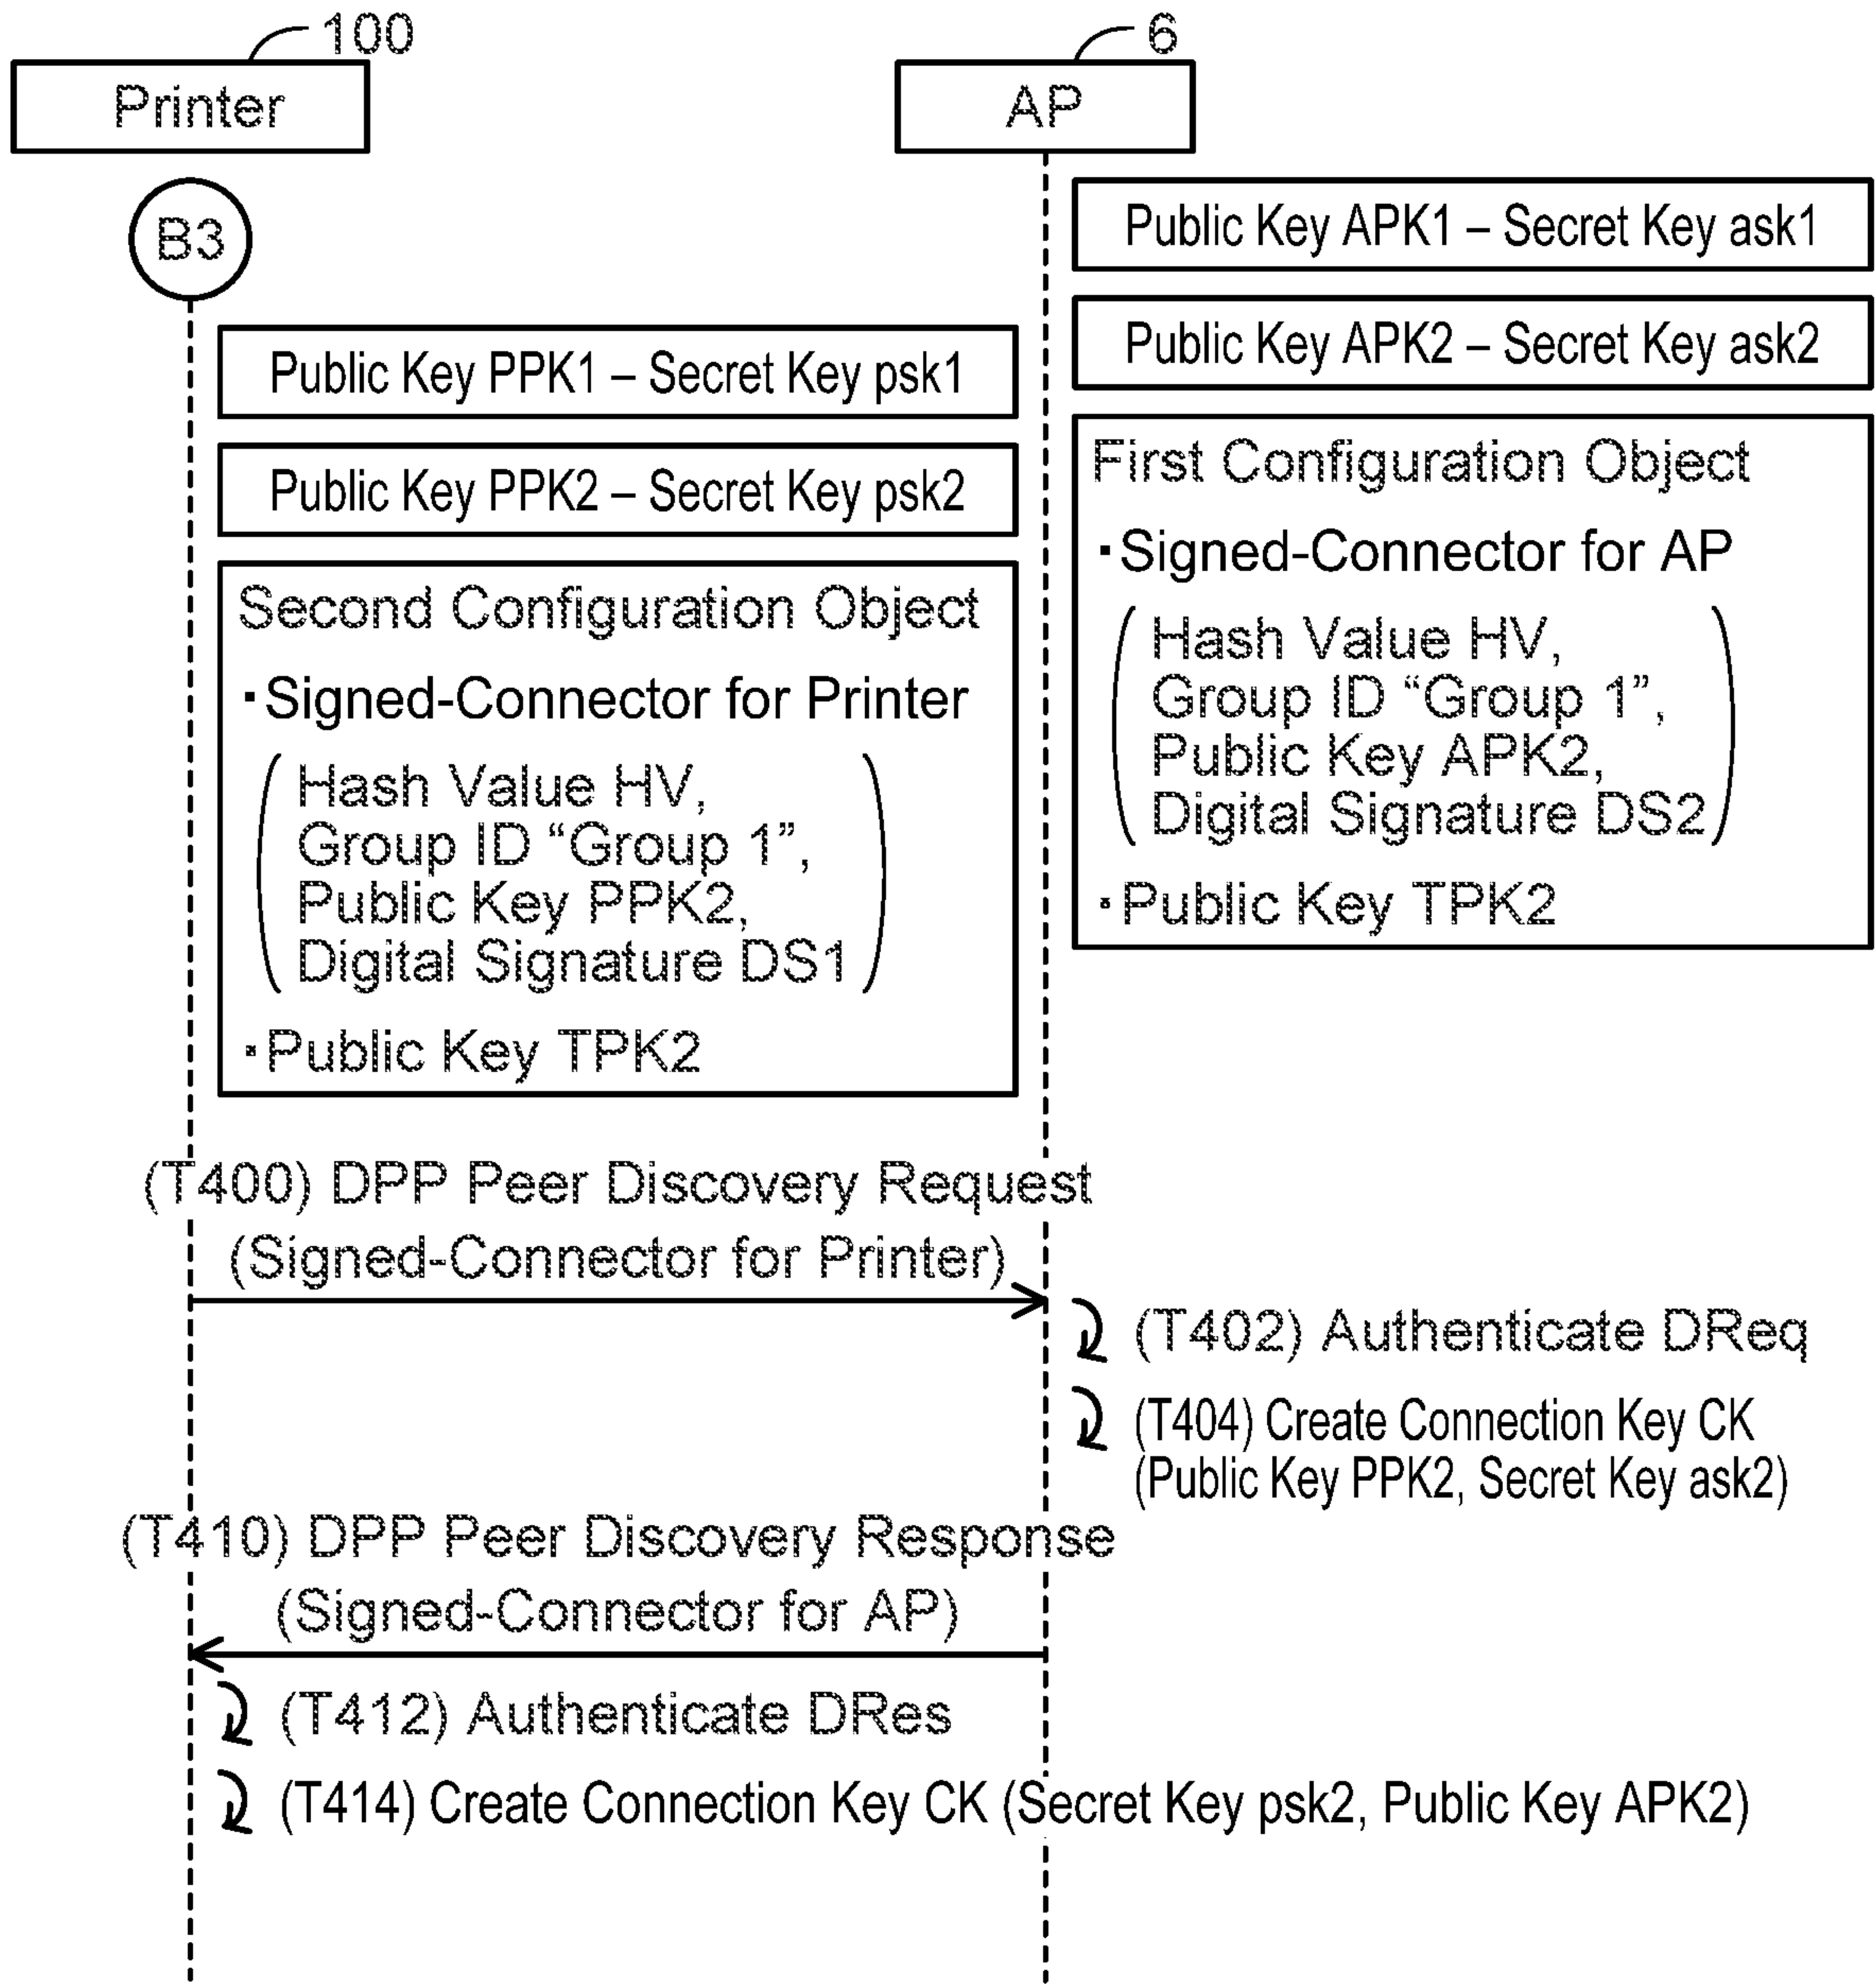 100
6
Printer
AP
B3
Public Key APK1 – Secret Key ask1
Public Key APK2 – Secret Key ask2
Public Key PPK1 – Secret Key psk1
Public Key PPK2 – Secret Key psk2
First Configuration Object
・Signed-Connector for AP
Hash Value HV,
Group ID “Group 1”,
Public Key APK2,
Digital Signature DS2
・Public Key TPK2
Second Configuration Object
・Signed-Connector for Printer
Hash Value HV,
Group ID “Group 1”,
Public Key PPK2,
Digital Signature DS1
・Public Key TPK2
(T400) DPP Peer Discovery Request
(Signed-Connector for Printer)
(T402) Authenticate DReq
(T404) Create Connection Key CK
(Public Key PPK2, Secret Key ask2)
(T410) DPP Peer Discovery Response
(Signed-Connector for AP)
(T412) Authenticate DRes
(T414) Create Connection Key CK (Secret Key psk2, Public Key APK2)